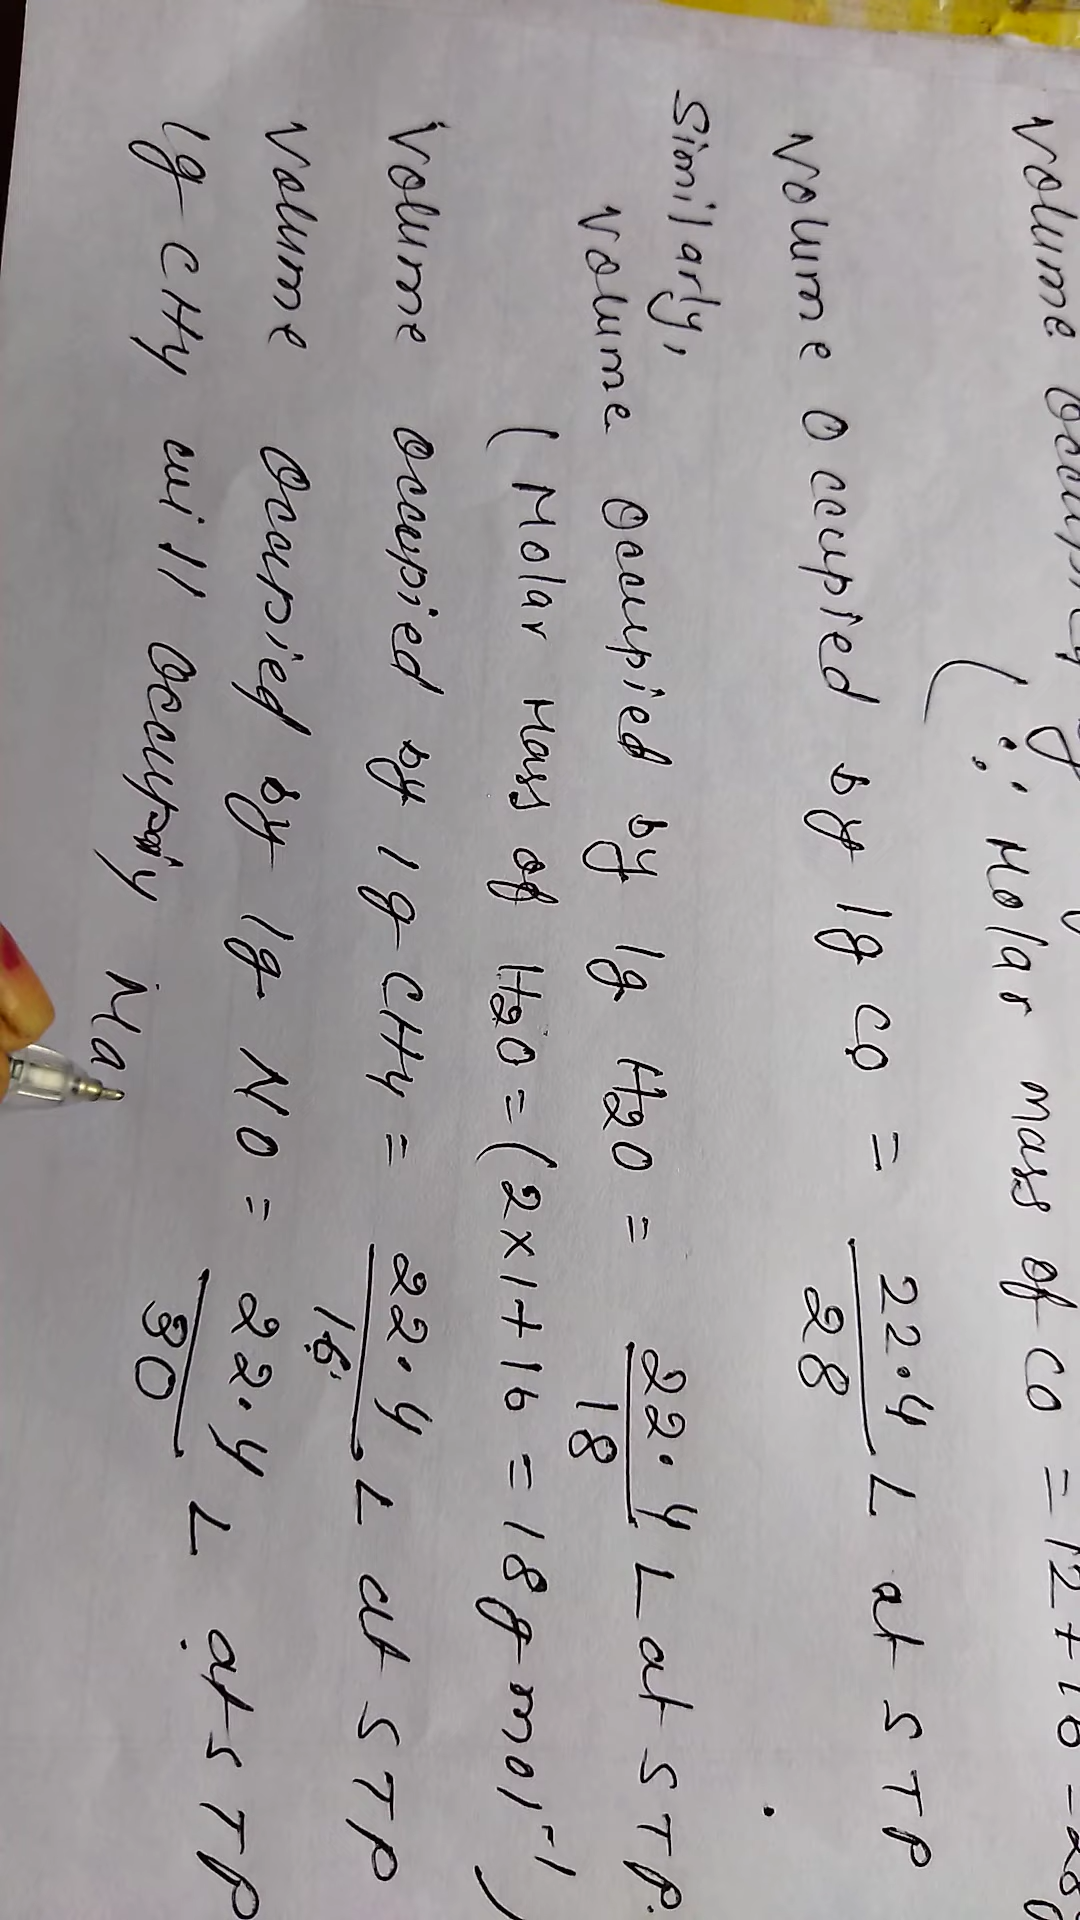 Volume occupied by
(∵ Molar mass of CO = 12+16=28
Volume Occupied by 1g CO = 22.4/28 L at STP
Similarly,
Volume occupied by 1g H2O = 22.4/18 L at STP.
(Molar Mass of H2O = (2×1+16 = 18g mol⁻¹)
Volume occupied by 1g CH4 = 22.4/16 L at STP
Volume occupied by 1g NO = 22.4/30 L at STP
1g CH4 will occupy Ma